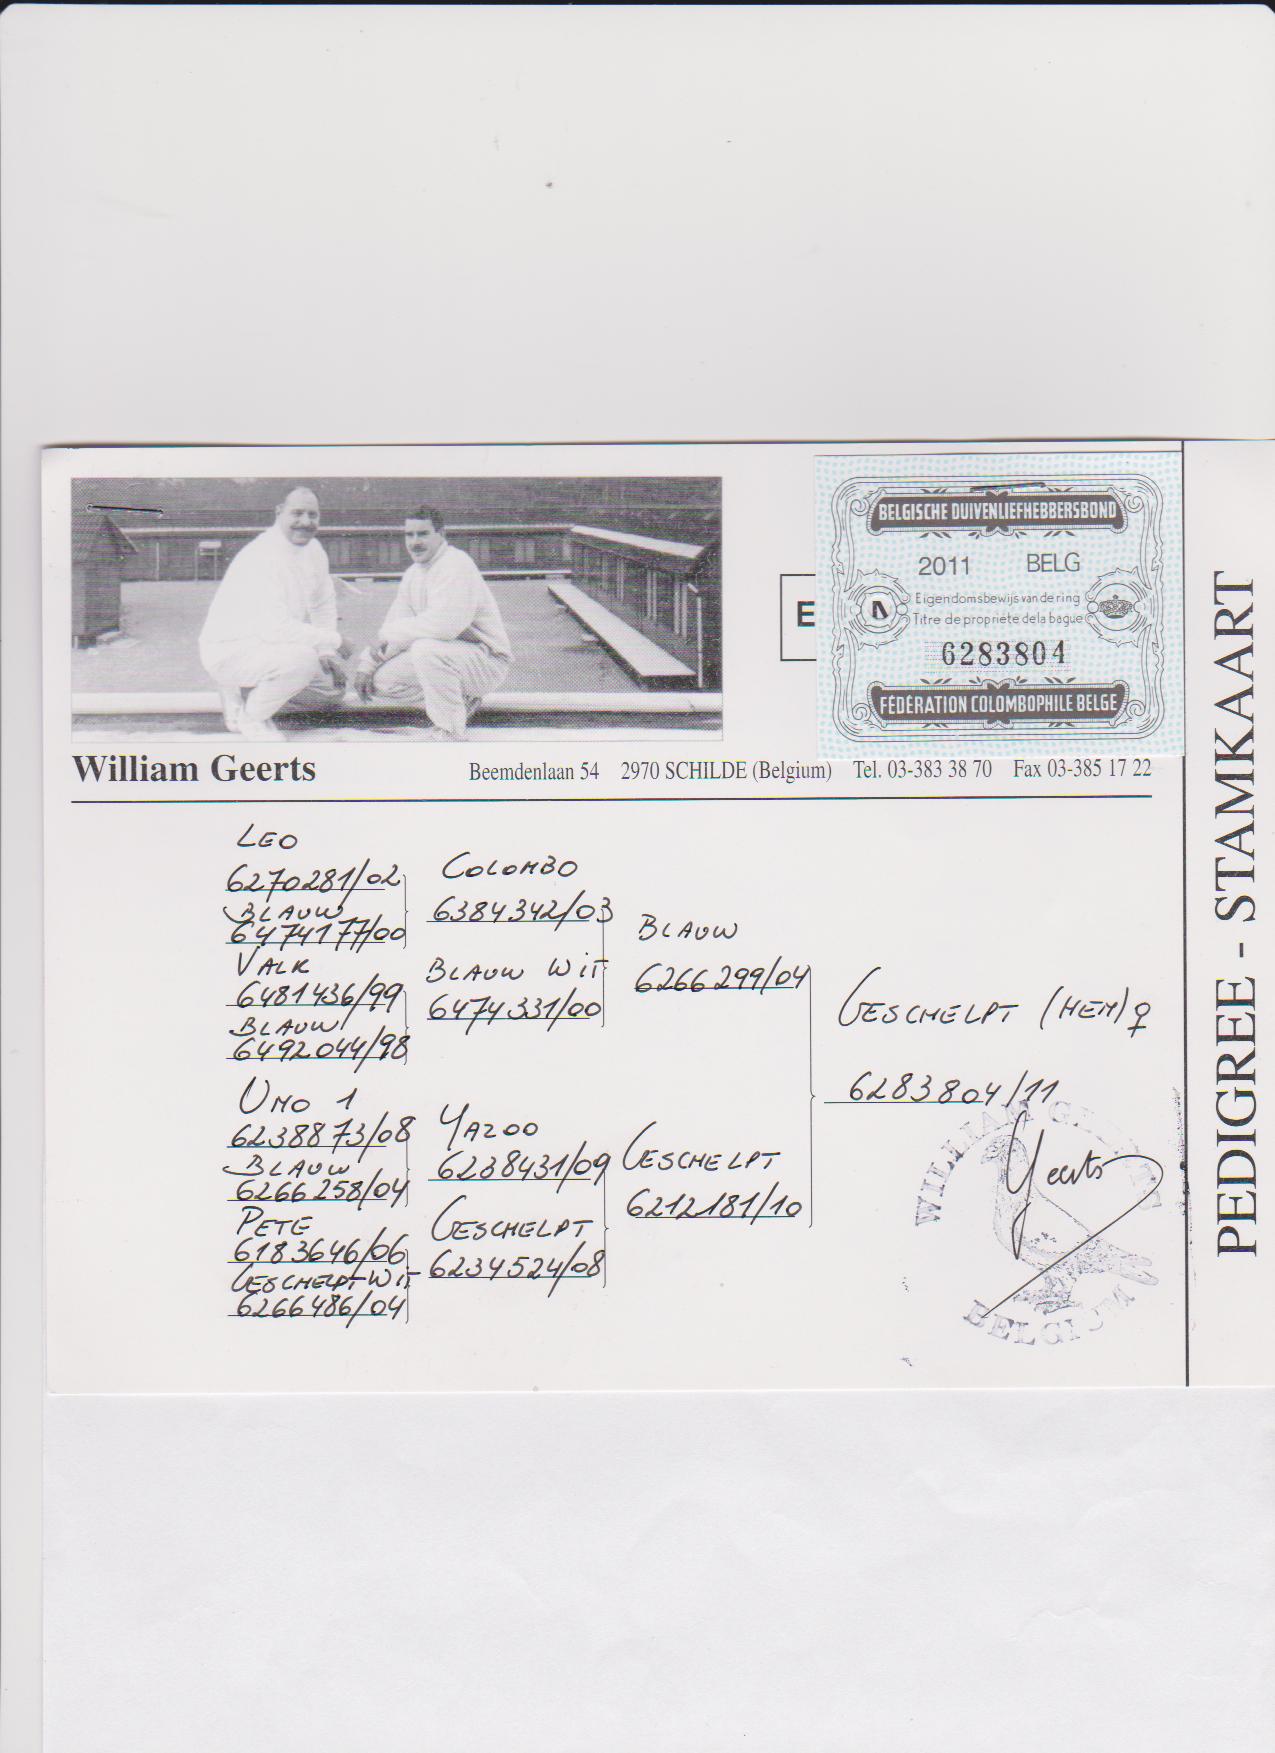 BELGISCHE DUIVENLIEFHEBBERSBOND
2011 BELG
Eigendomsbewijs van de ring
Titre de propriété de la bague
6283804
FÉDÉRATION COLOMBOPHILE BELGE
E
William Geerts
Beemdenlaan 54 2970 SCHILDE (Belgium) Tel. 03-383 38 70 Fax 03-385 17 22
PEDIGREE - STAMKAART
LEO
6270281/02
BLAUW
6474177/00
VALK
6481436/99
BLAUW
6492044/98
UNO 1
6238873/08
BLAUW
6266258/04
PETE
6183646/06
GESCHELPT WIT
6266486/04
COLOMBO
6384342/03
BLAUW WIT
6474331/00
YAZOO
6238431/09
GESCHELPT
6234524/08
BLAUW
6266299/04
GESCHELPT
6212181/10
GESCHELPT (HEN) ♀
6283804/11
WILLIAM GEERTS
Geerts
BELGIUM